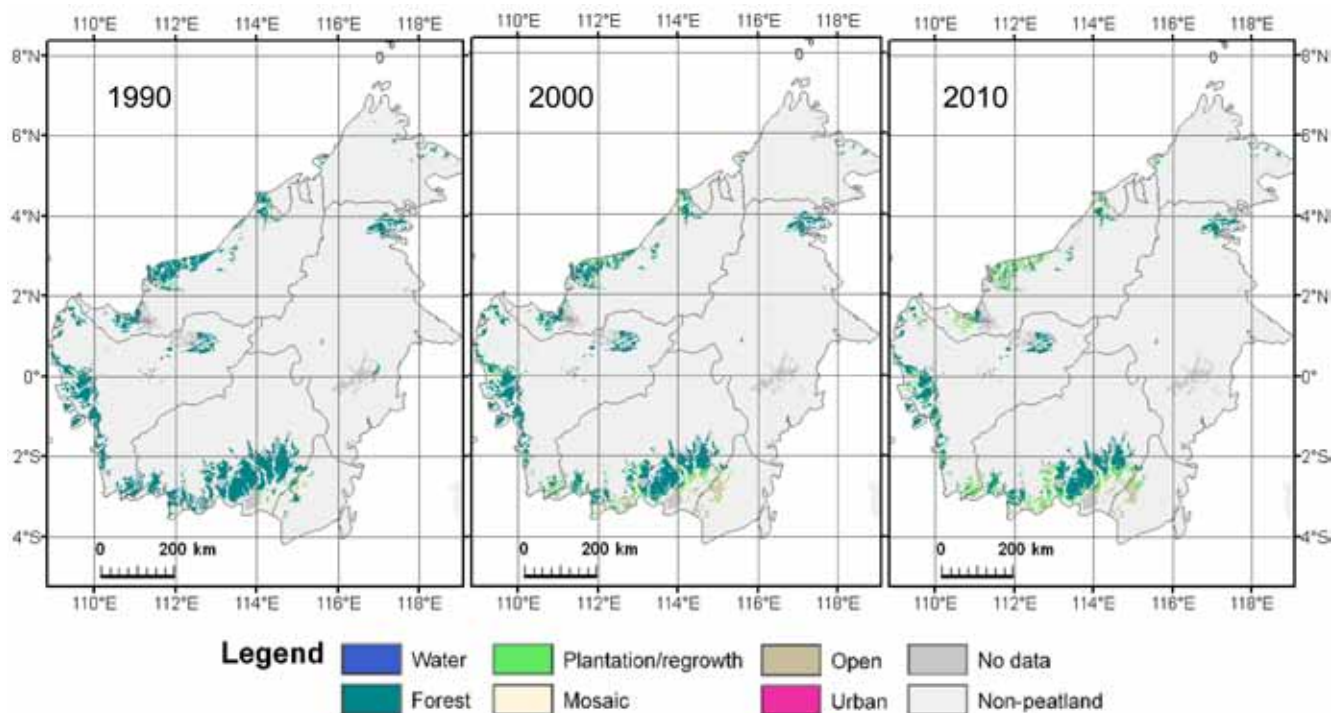 110°E 112°E 114°E 116°E 118°E 110°E 112°E 114°E 116°E 118°E 110°E 112°E 114°E 116°E 118°E
8°N 8°N
1990 2000 2010
6°N 6°N
4°N 4°N
2°N 2°N
0° 0°
2°S 2°S
4°S 4°S
0 200 km 0 200 km 0 200 km
110°E 112°E 114°E 116°E 118°E 110°E 112°E 114°E 116°E 118°E 110°E 112°E 114°E 116°E 118°E
Legend Water Plantation/regrowth Open No data
Forest Mosaic Urban Non-peatland